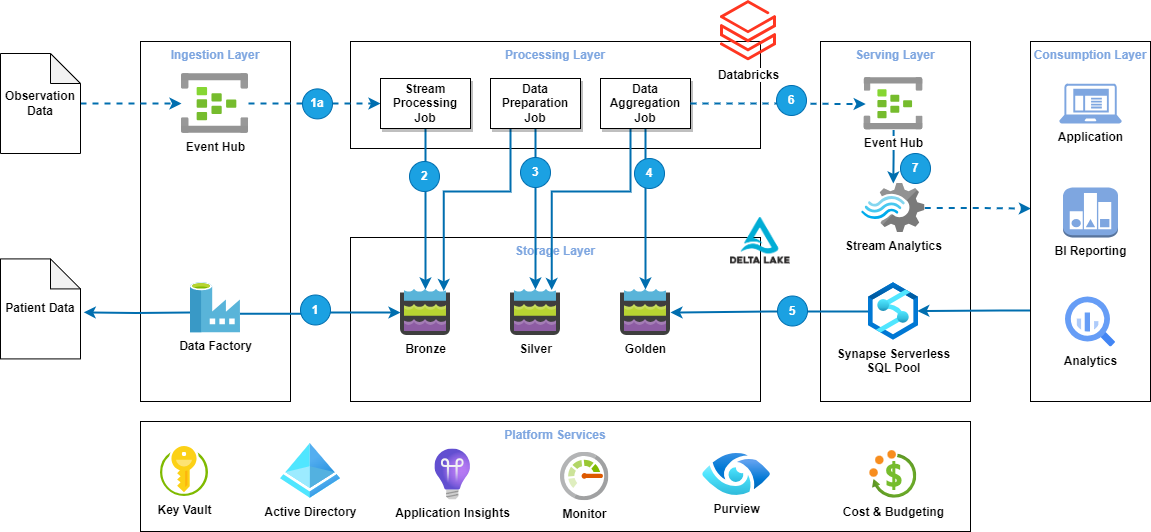 Databricks
Ingestion Layer
Processing Layer
Serving Layer
Consumption Layer
Observation
Data
Event Hub
1a
Stream
Processing
Job
Data
Preparation
Job
Data
Aggregation
Job
6
Event Hub
Application
2
3
4
7
Stream Analytics
BI Reporting
Storage Layer
DELTA LAKE
Patient Data
Data Factory
1
Bronze
Silver
Golden
5
Synapse Serverless
SQL Pool
Analytics
Platform Services
Key Vault
Active Directory
Application Insights
Monitor
Purview
Cost & Budgeting